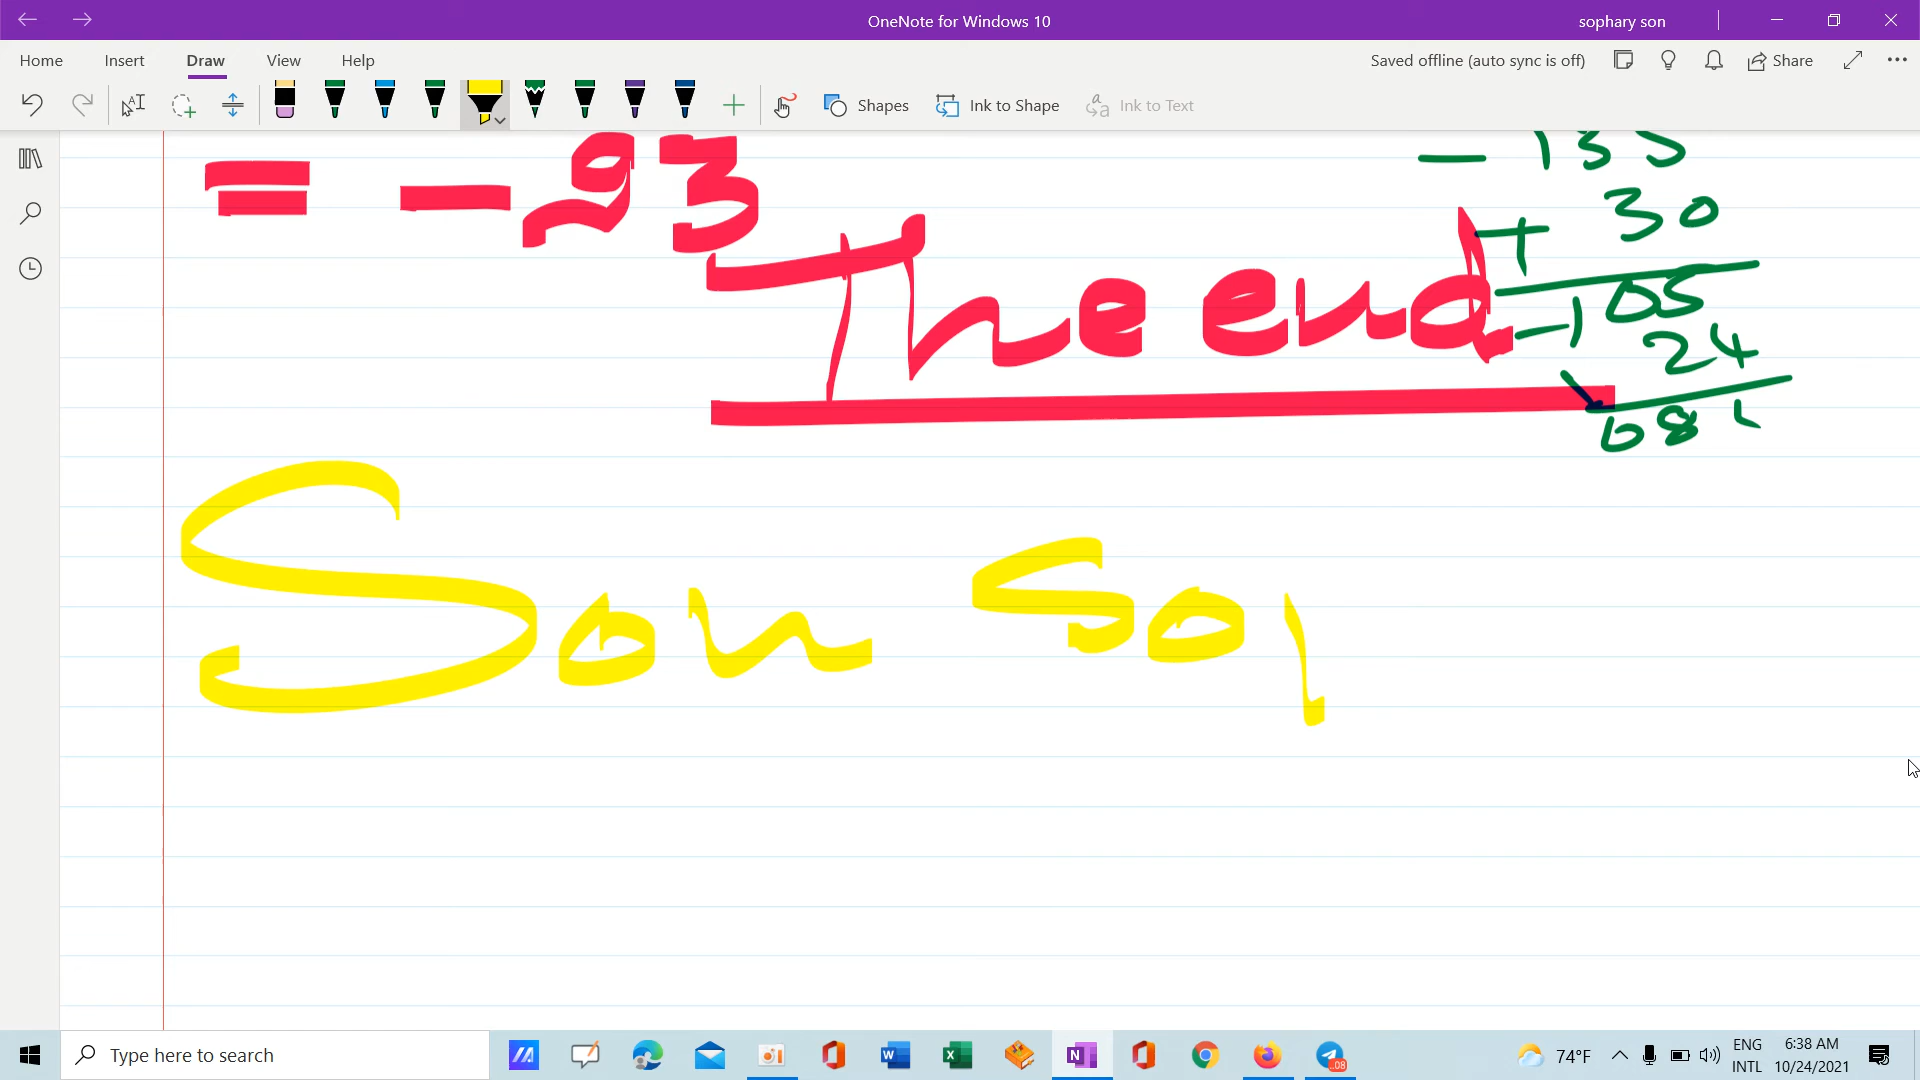 OneNote for Windows 10
sophary son
Home Insert Draw View Help
Saved offline (auto sync is off)
Share
Shapes
Ink to Shape
Ink to Text
= -93
The end
- 135
+ 30
-105
24
Son Sop
Type here to search
74°F
ENG
INTL
6:38 AM
10/24/2021